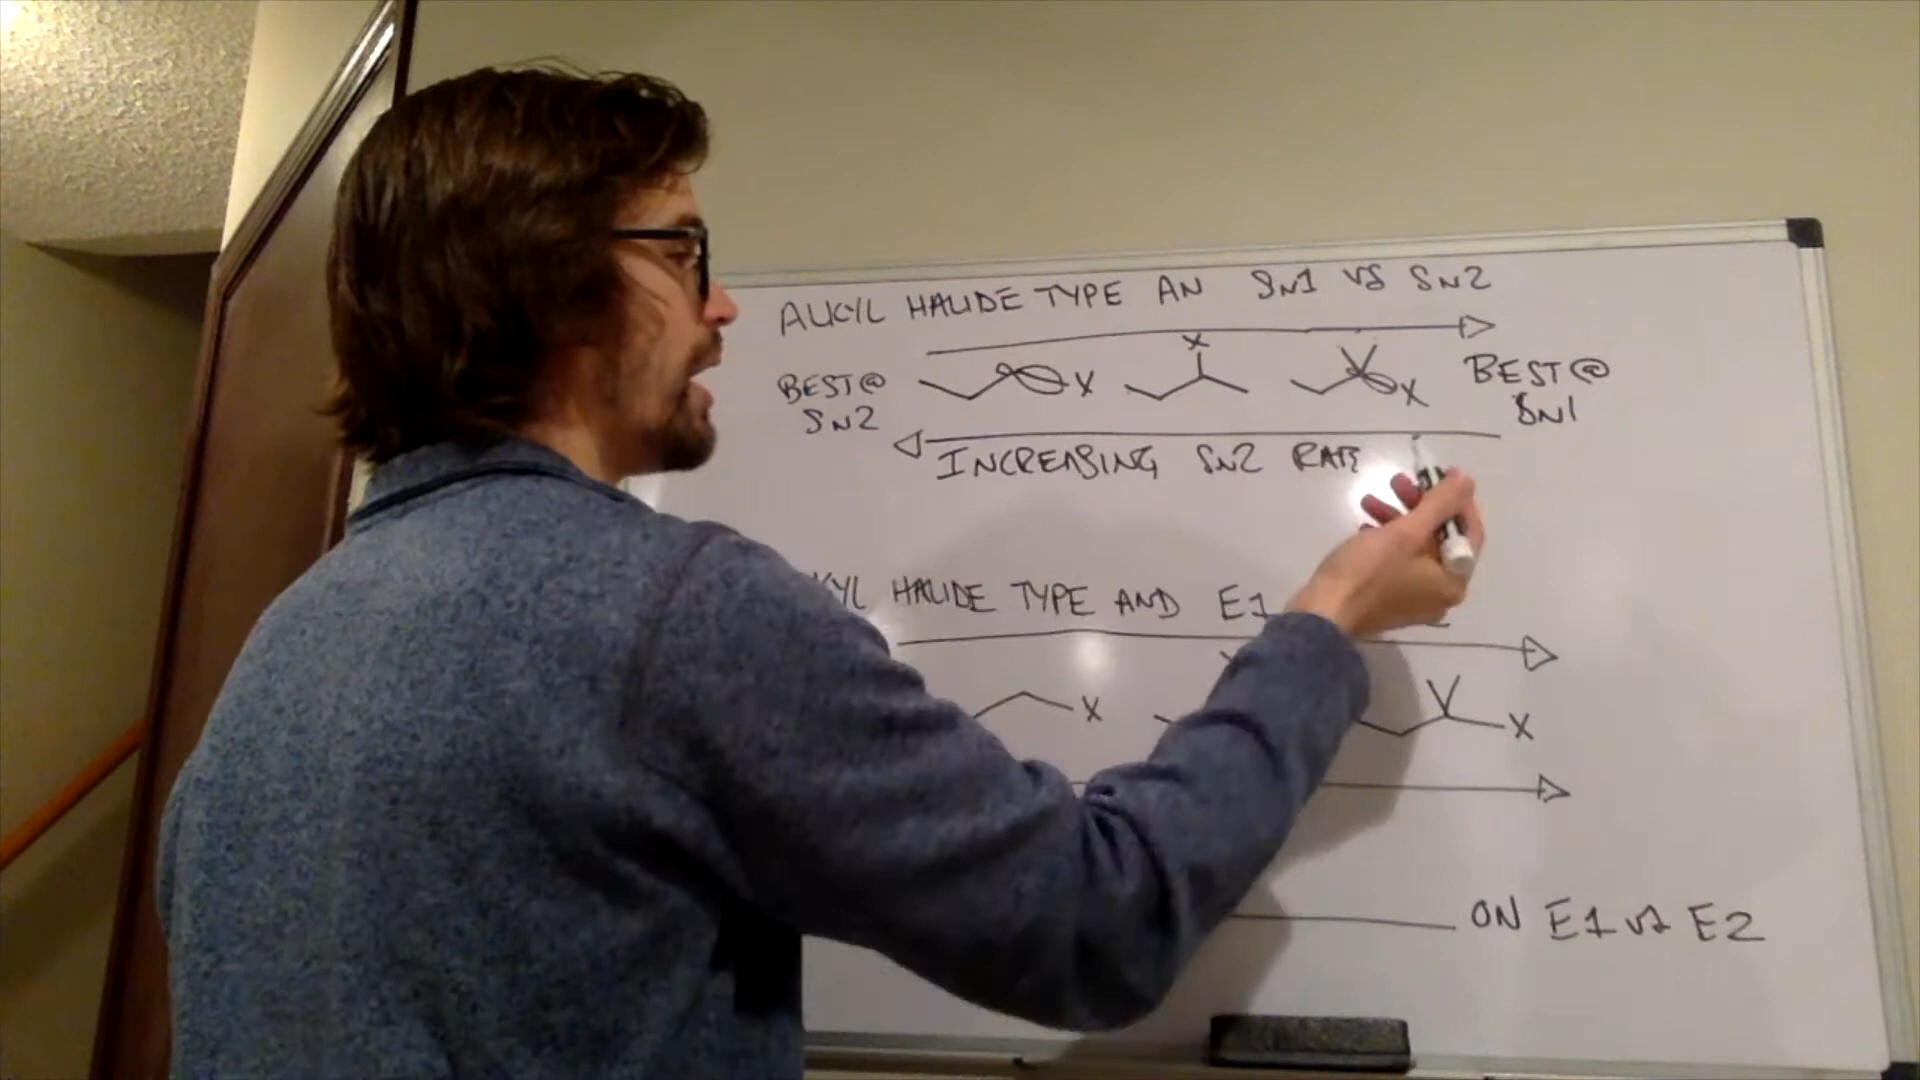 ALKYL HALIDE TYPE AN SN1 VS SN2
X
BEST@ SN2
X
X
BEST@ SN1
INCREASING SN2 RATE
HALIDE TYPE AND E1
X
X
ON E1 VS E2